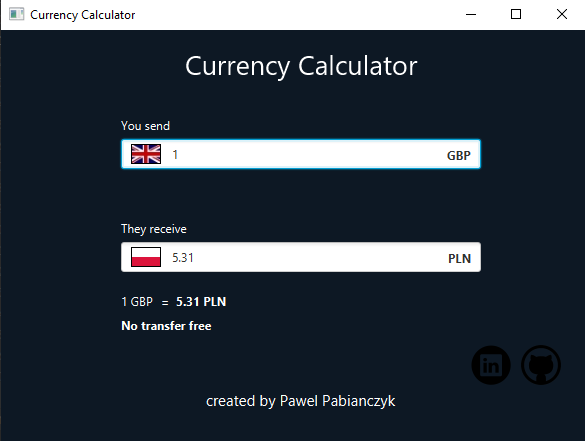 Currency Calculator
Currency Calculator
You send
1 GBP
They receive
5.31 PLN
1 GBP = 5.31 PLN
No transfer free
in
created by Pawel Pabianczyk